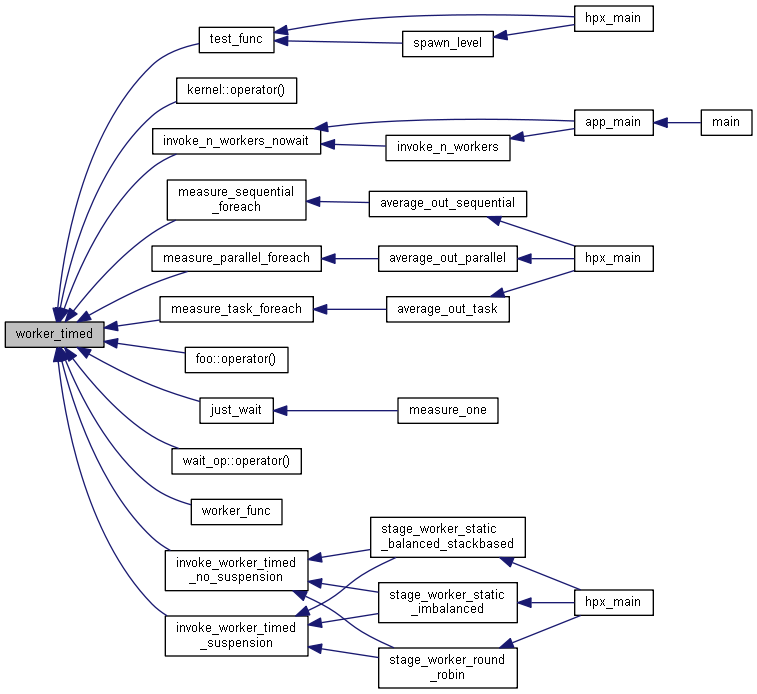 hpx_main
test_func
spawn_level
kernel::operator()
app_main
main
invoke_n_workers_nowait
invoke_n_workers
measure_sequential
_foreach
average_out_sequential
measure_parallel_foreach
average_out_parallel
hpx_main
measure_task_foreach
average_out_task
worker_timed
foo::operator()
just_wait
measure_one
wait_op::operator()
worker_func
stage_worker_static
_balanced_stackbased
invoke_worker_timed
_no_suspension
stage_worker_static
_imbalanced
hpx_main
invoke_worker_timed
_suspension
stage_worker_round
_robin